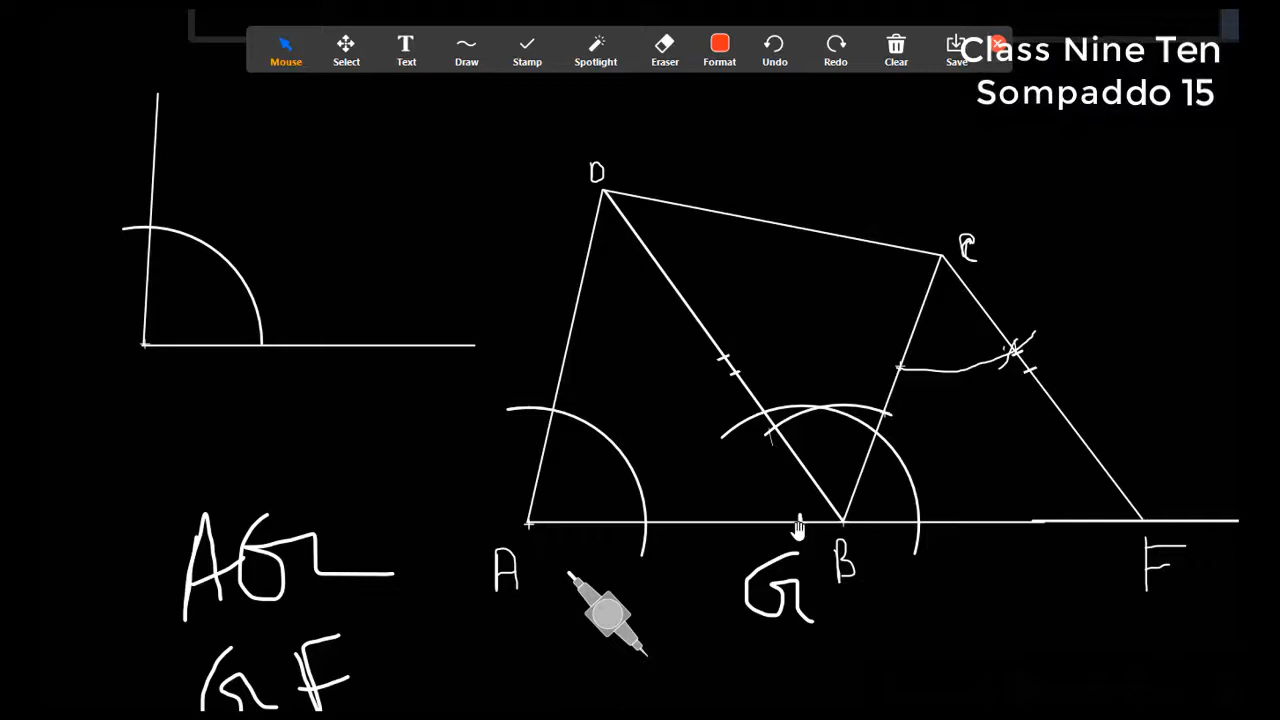 Mouse Select Text Draw Stamp Spotlight Eraser Format Undo Redo Clear Save
Class Nine Ten
Sompaddo 15
D
C
A
G
B
F
AG
GF